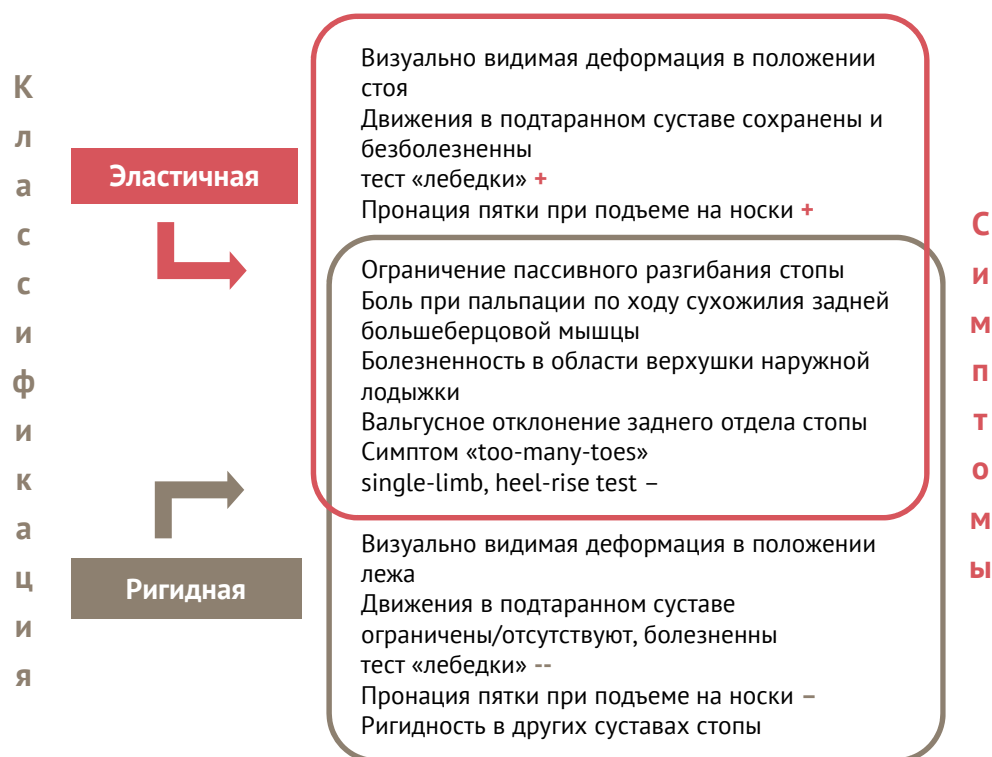 Классификация
Эластичная
Визуально видимая деформация в положении
стоя
Движения в подтаранном суставе сохранены и
безболезненны
тест «лебедки» +
Пронация пятки при подъеме на носки +
Ограничение пассивного разгибания стопы
Боль при пальпации по ходу сухожилия задней
большеберцовой мышцы
Болезненность в области верхушки наружной
лодыжки
Вальгусное отклонение заднего отдела стопы
Симптом «too-many-toes»
single-limb, heel-rise test –
Ригидная
Визуально видимая деформация в положении
лежа
Движения в подтаранном суставе
ограничены/отсутствуют, болезненны
тест «лебедки» --
Пронация пятки при подъеме на носки –
Ригидность в других суставах стопы
Симптомы